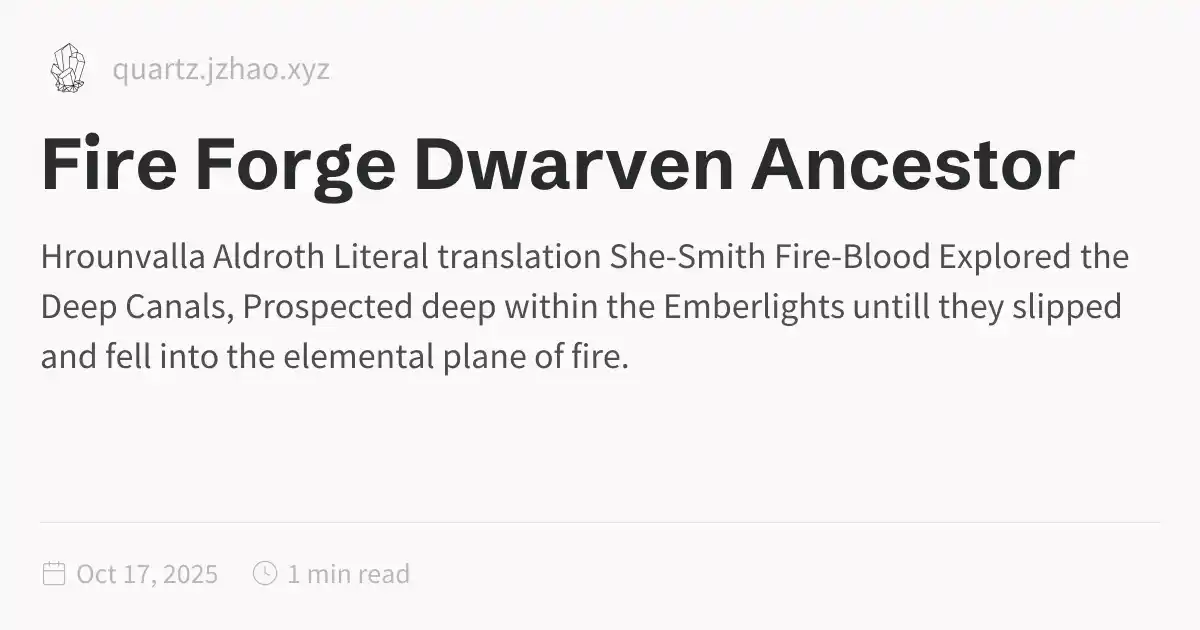 quartz.jzhao.xyz
Fire Forge Dwarven Ancestor
Hrounvalla Aldroth Literal translation She-Smith Fire-Blood Explored the
Deep Canals, Prospected deep within the Emberlights untill they slipped
and fell into the elemental plane of fire.
Oct 17, 2025 1 min read